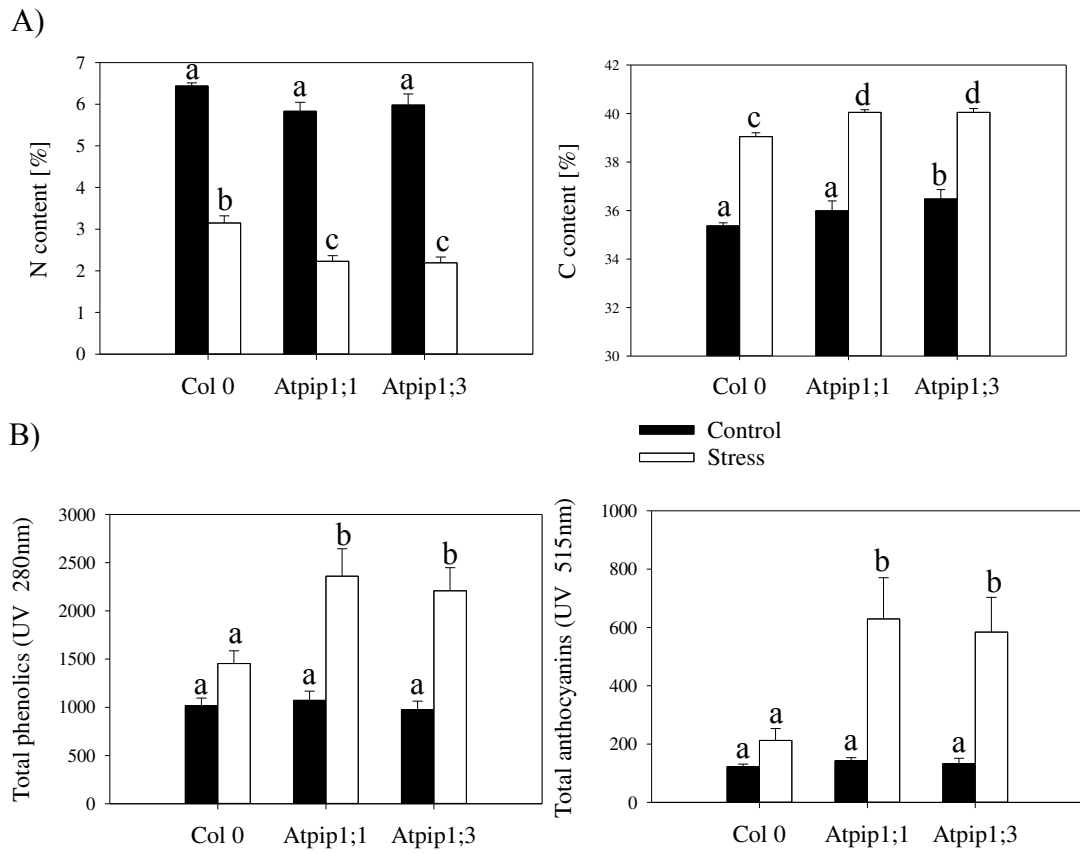 A)
N content [%]
7
6
5
4
3
2
1
0
a
b
a
c
a
c
Col 0
Atpip1;1
Atpip1;3
C content [%]
42
40
38
36
34
32
30
a
c
a
d
b
d
Col 0
Atpip1;1
Atpip1;3
B)
Control
Stress
Total phenolics (UV 280nm)
3000
2500
2000
1500
1000
500
0
a
a
a
b
a
b
Col 0
Atpip1;1
Atpip1;3
Total anthocyanins (UV 515nm)
1000
800
600
400
200
0
a
a
a
b
a
b
Col 0
Atpip1;1
Atpip1;3